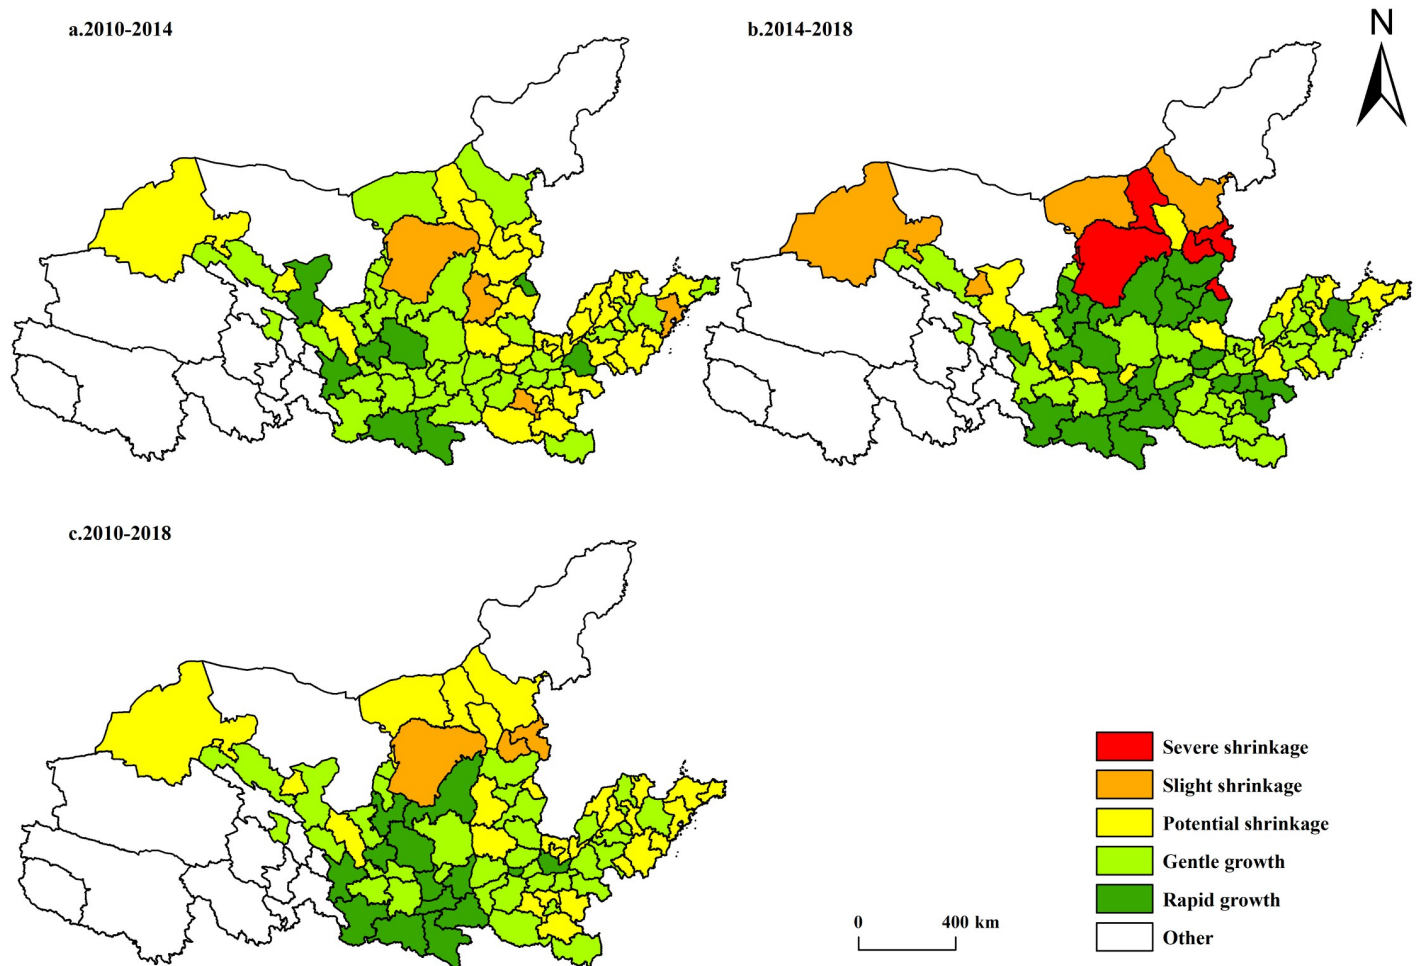 a.2010-2014
b.2014-2018
N
c.2010-2018
Severe shrinkage
Slight shrinkage
Potential shrinkage
Gentle growth
Rapid growth
Other
0 400 km